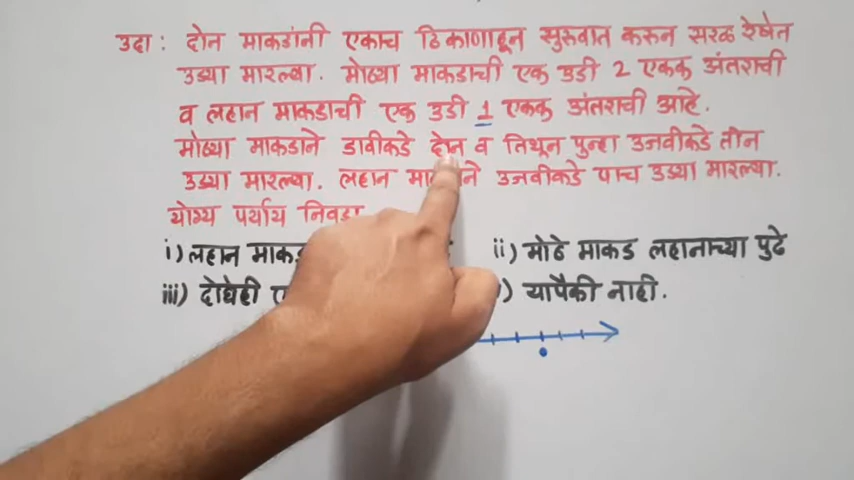 उदा : दोन माकडांनी एकाच ठिकाणाहून सुरुवात करून सरळ रेषेत
उड्या मारल्या. मोठ्या माकडाची एक उडी 2 एकक अंतराची
व लहान माकडाची एक उडी 1 एकक अंतराची आहे.
मोठ्या माकडाने डावीकडे दोन व तिथून पुन्हा उजवीकडे तीन
उड्या मारल्या. लहान उजवीकडे पाच उड्या मारल्या.
योग्य पर्याय निवडा
i) लहान ii) मोठे माकड लहानाच्या पुढे
iii) दोघेही ) यापैकी नाही.